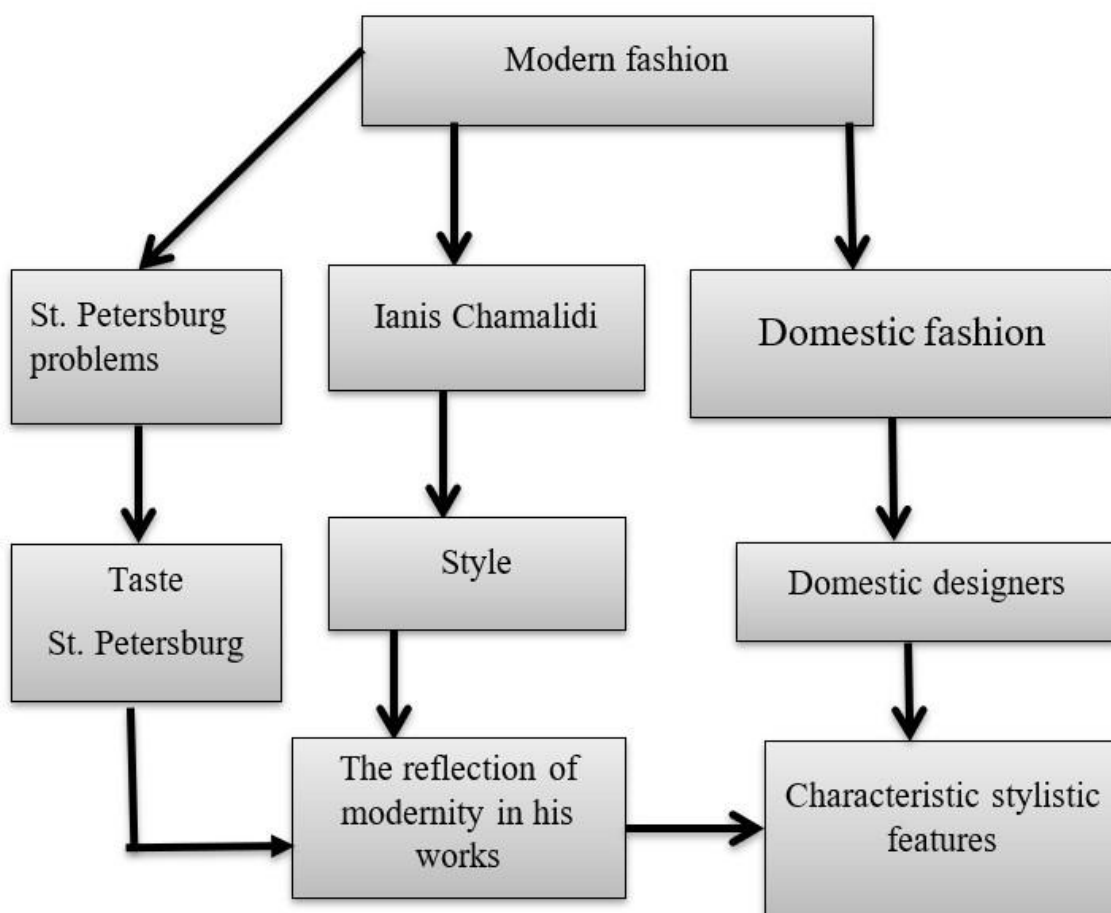 Modern fashion
St. Petersburg
problems
Ianis Chamalidi
Domestic fashion
Taste
St. Petersburg
Style
Domestic designers
The reflection of
modernity in his
works
Characteristic stylistic
features